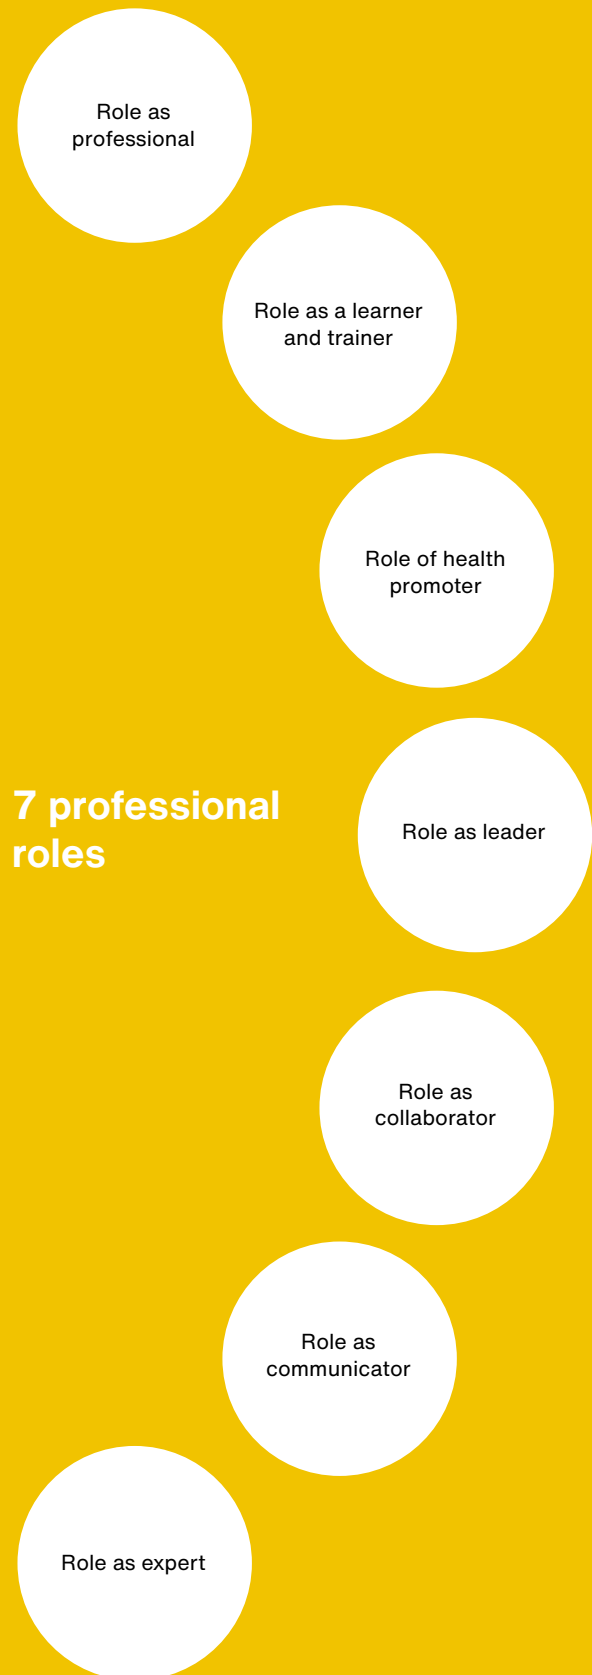 Role as
professional
Role as a learner
and trainer
Role of health
promoter
7 professional
roles
Role as leader
Role as
collaborator
Role as
communicator
Role as expert